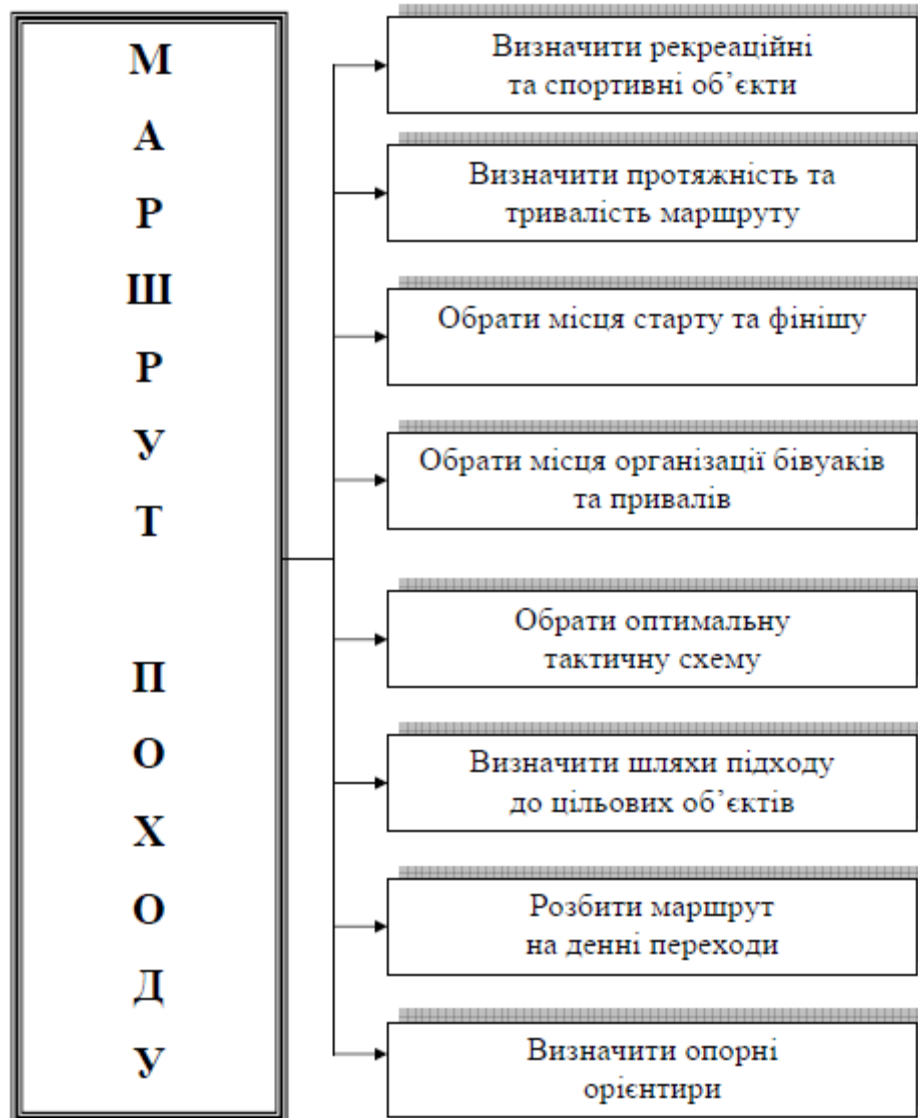 МАРШРУТ
ПОХОДУ
Визначити рекреаційні
та спортивні об’єкти
Визначити протяжність та
тривалість маршруту
Обрати місця старту та фінішу
Обрати місця організації бівуаків
та привалів
Обрати оптимальну
тактичну схему
Визначити шляхи підходу
до цільових об’єктів
Розбити маршрут
на денні переходи
Визначити опорні
орієнтири